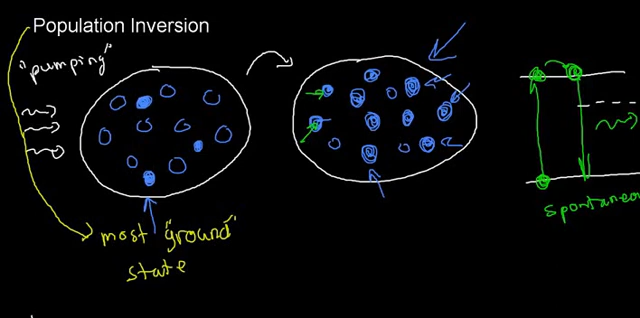 Population Inversion
"pumping"
most "ground"
state
spontaneou